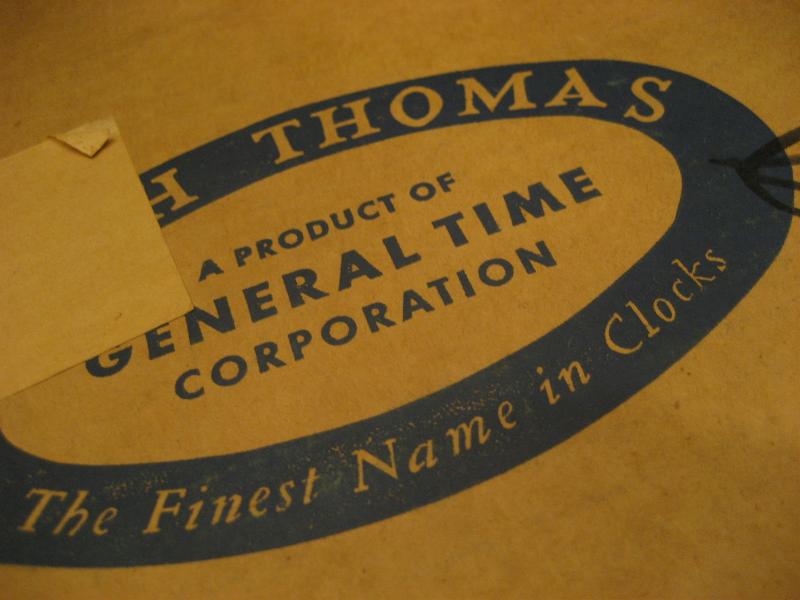 H THOMAS
A PRODUCT OF
GENERAL TIME
CORPORATION
The Finest Name in Clocks